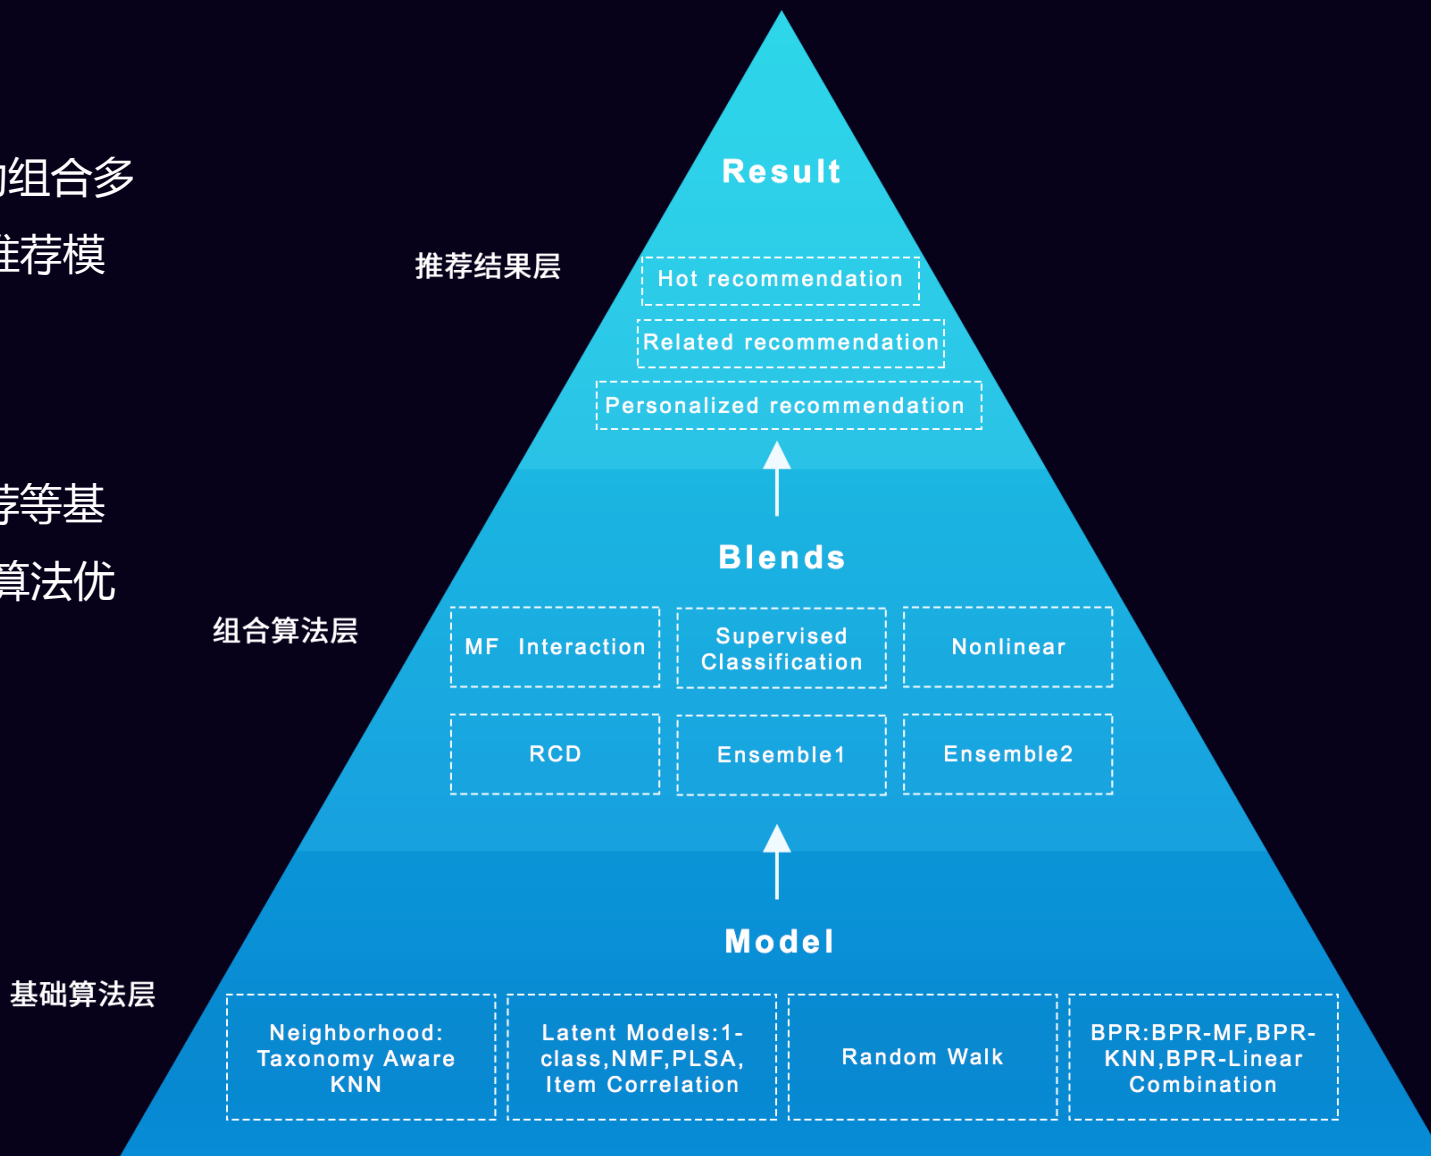 组合多
荐模
荐等基
算法优
推荐结果层
组合算法层
基础算法层
Result
Hot recommendation
Related recommendation
Personalized recommendation
Blends
MF Interaction
Supervised
Classification
Nonlinear
RCD
Ensemble1
Ensemble2
Model
Neighborhood:
Taxonomy Aware
KNN
Latent Models:1-
class,NMF,PLSA,
Item Correlation
Random Walk
BPR:BPR-MF,BPR-
KNN,BPR-Linear
Combination